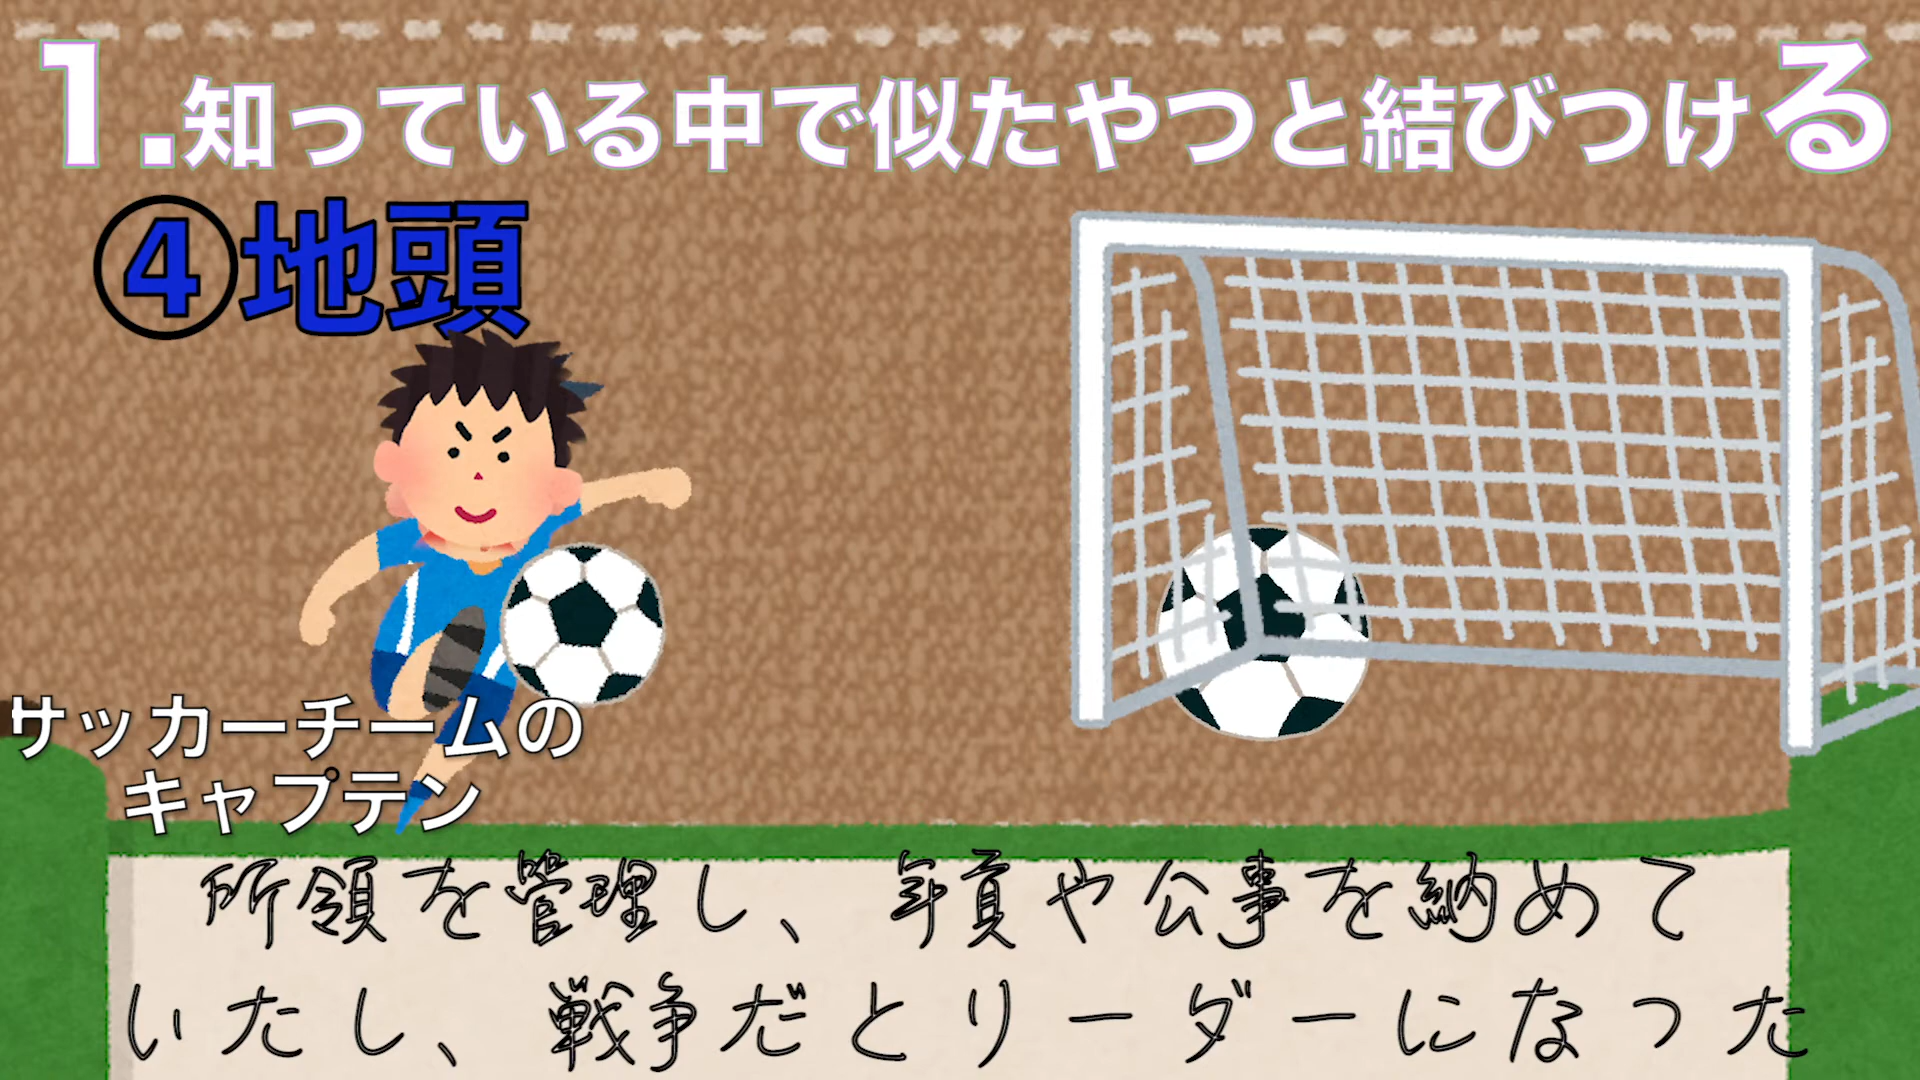 1.知っている中で似たやつと結びつける
④地頭
サッカーチームの
キャプテン
所領を管理し、年貢や公事を納めて
いたし、戦争だとリーダーになった